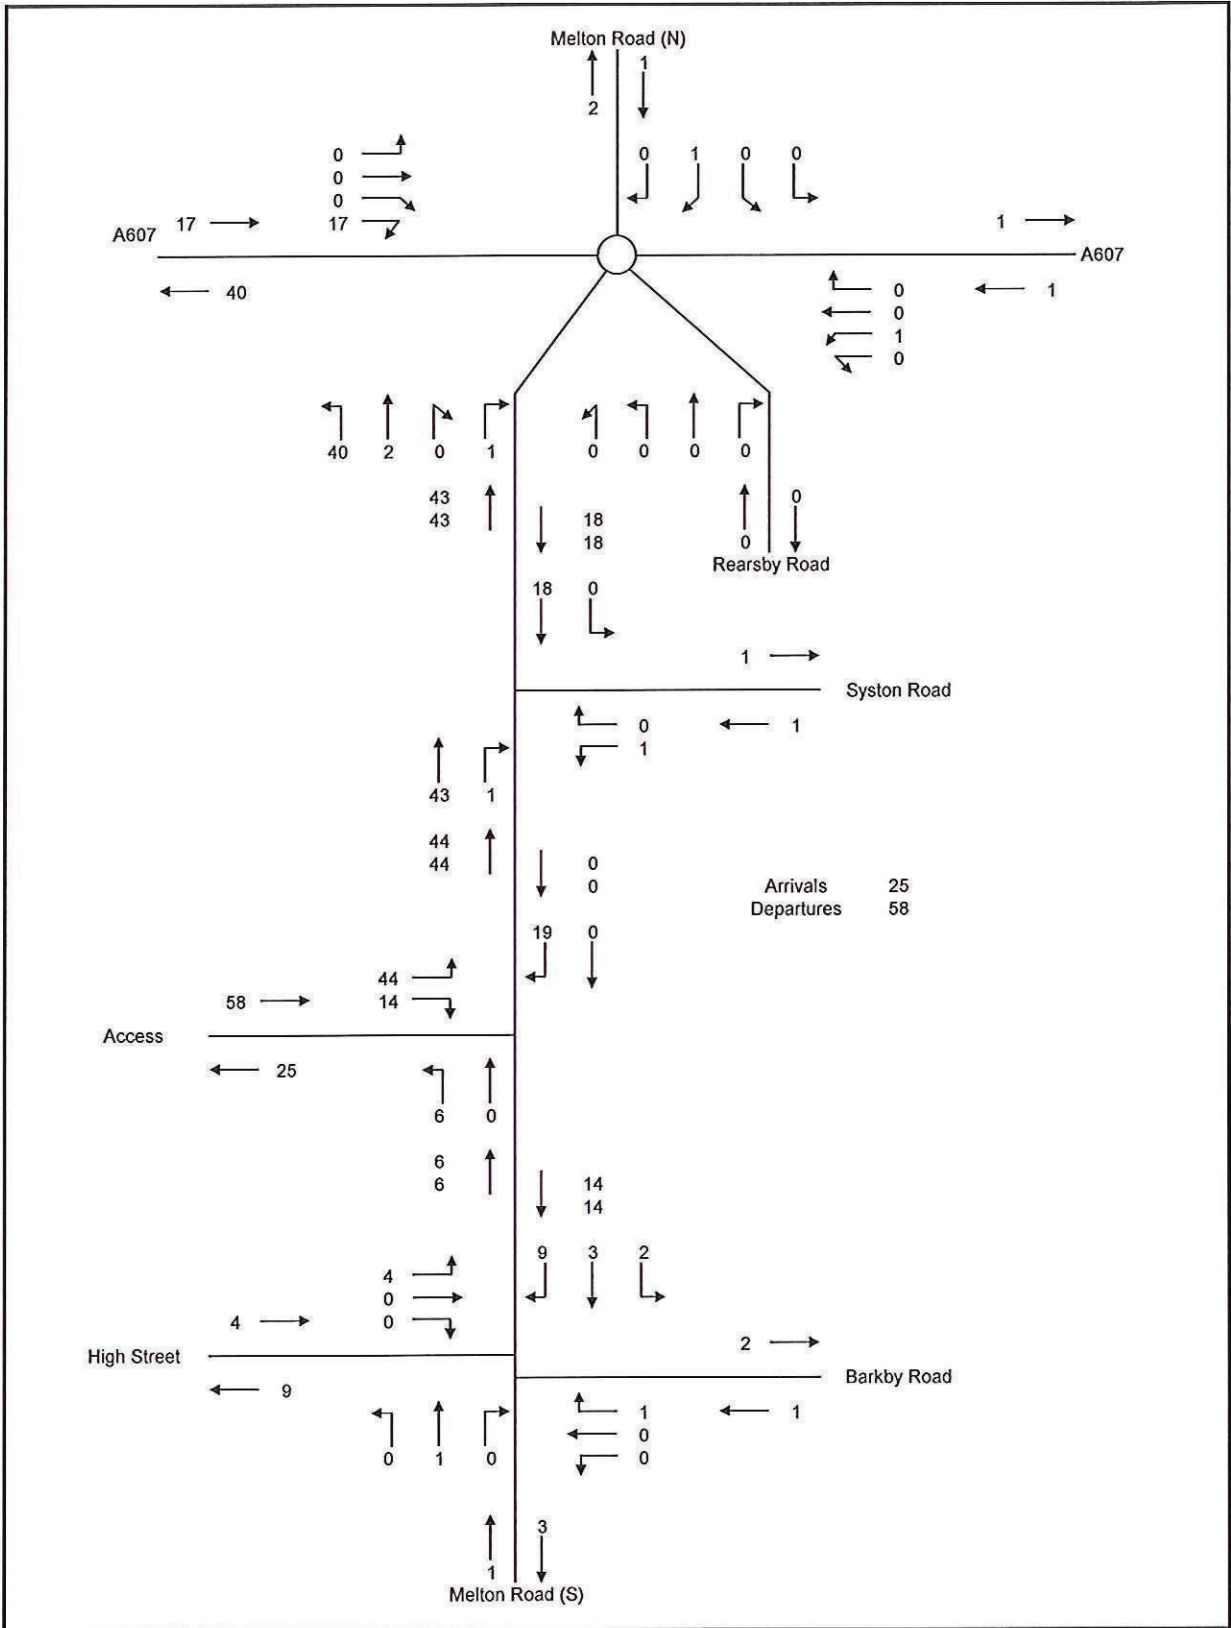 Melton Road (N)
1
2
0
0 1 0 0
0
0
17 17 1
A607 A607
40 0 1
0
1
0
40 2 0 1 0 0 0 0
43 0
43 18
18 0
Rearsby Road
18 0
1
Syston Road
0 1
1
43 1
44
44 0
0 Arrivals 25
Departures 58
19 0
44
58 14
Access
25
6 0
6
6 14
14
9 3 2
4
0
4 0 2
High Street Barkby Road
9
1 1
0
0 1 0 0
3
1
Melton Road (S)